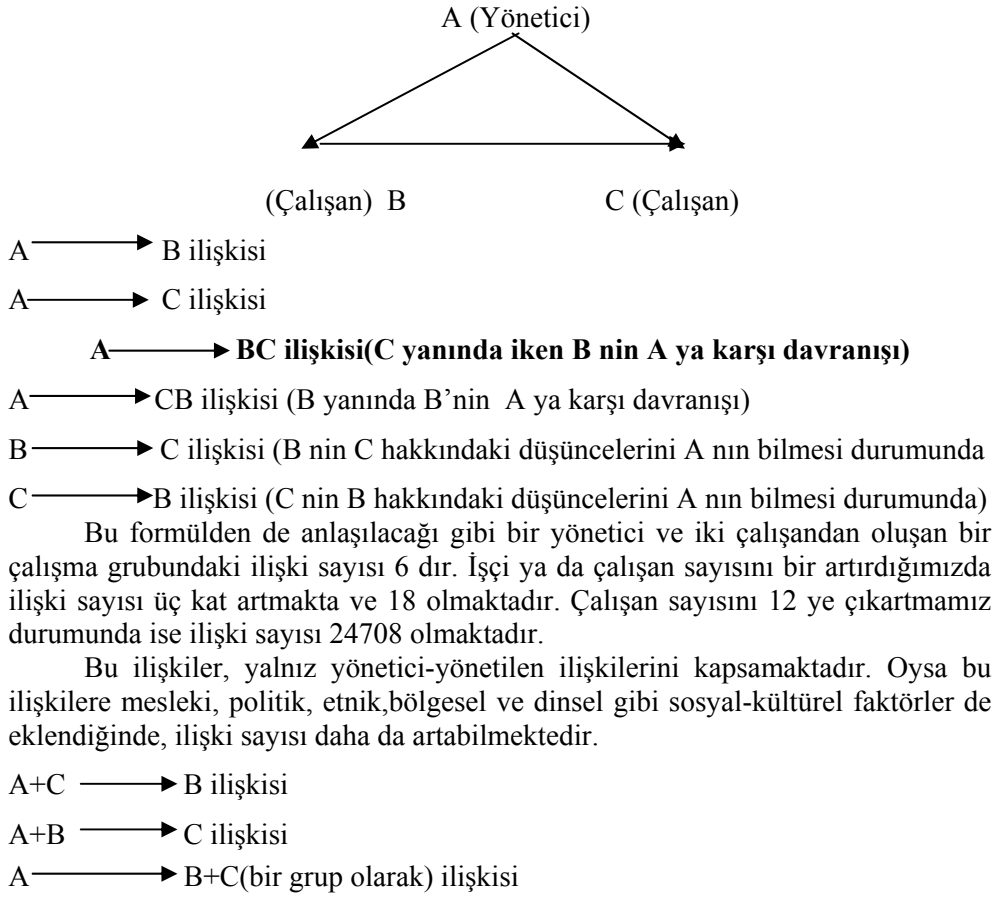 A (Yönetici)
(Çalışan) B C (Çalışan)
A B ilişkisi
A C ilişkisi
A BC ilişkisi(C yanında iken B nin A ya karşı davranışı)
A CB ilişkisi (B yanında B’nin A ya karşı davranışı)
B C ilişkisi (B nin C hakkındaki düşüncelerini A nın bilmesi durumunda
C B ilişkisi (C nin B hakkındaki düşüncelerini A nın bilmesi durumunda)
Bu formülden de anlaşılacağı gibi bir yönetici ve iki çalışandan oluşan bir
çalışma grubundaki ilişki sayısı 6 dır. İşçi ya da çalışan sayısını bir artırdığımızda
ilişki sayısı üç kat artmakta ve 18 olmaktadır. Çalışan sayısını 12 ye çıkartmamız
durumunda ise ilişki sayısı 24708 olmaktadır.
Bu ilişkiler, yalnız yönetici-yönetilen ilişkilerini kapsamaktadır. Oysa bu
ilişkilere mesleki, politik, etnik,bölgesel ve dinsel gibi sosyal-kültürel faktörler de
eklendiğinde, ilişki sayısı daha da artabilmektedir.
A+C B ilişkisi
A+B C ilişkisi
A B+C(bir grup olarak) ilişkisi